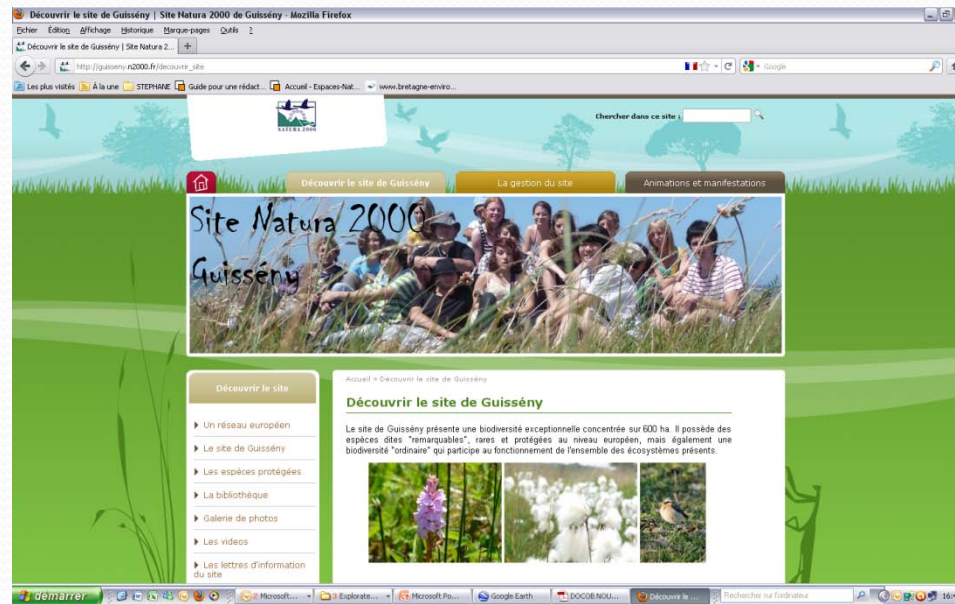 Découvrir le site de Guissény | Site Natura 2000 de Guissény - Mozilla Firefox
Fichier Édition Affichage Historique Marque-pages Outils ?
Découvrir le site de Guissény | Site Natura 2...
http://guisseny.n2000.fr/decouvrir_site
Google
Les plus visités À la une STEPHANE Guide pour une rédact... Accueil - Espaces-Nat... www.bretagne-enviro...
NATURA 2000
Chercher dans ce site :
Découvrir le site de Guissény
La gestion du site
Animations et manifestations
Site Natura 2000
Guissény
Découvrir le site
Un réseau européen
Le site de Guissény
Les espéces protégées
La bibliothèque
Galerie de photos
Les videos
Les lettres d'information
du site
Accueil » Découvrir le site de Guissény
Découvrir le site de Guissény
Le site de Guissény présente une biodiversité exceptionnelle concentrée sur 600 ha. Il possède des
espèces dites "remarquables", rares et protégées au niveau européen, mais également une
biodiversité "ordinaire" qui participe au fonctionnement de l'ensemble des écosystèmes présents.
démarrer
2 Microsoft... 3 Explorate... Microsoft Po... Google Earth DOCOB NOU... Découvrir le ...
Rechercher sur l'ordinateur